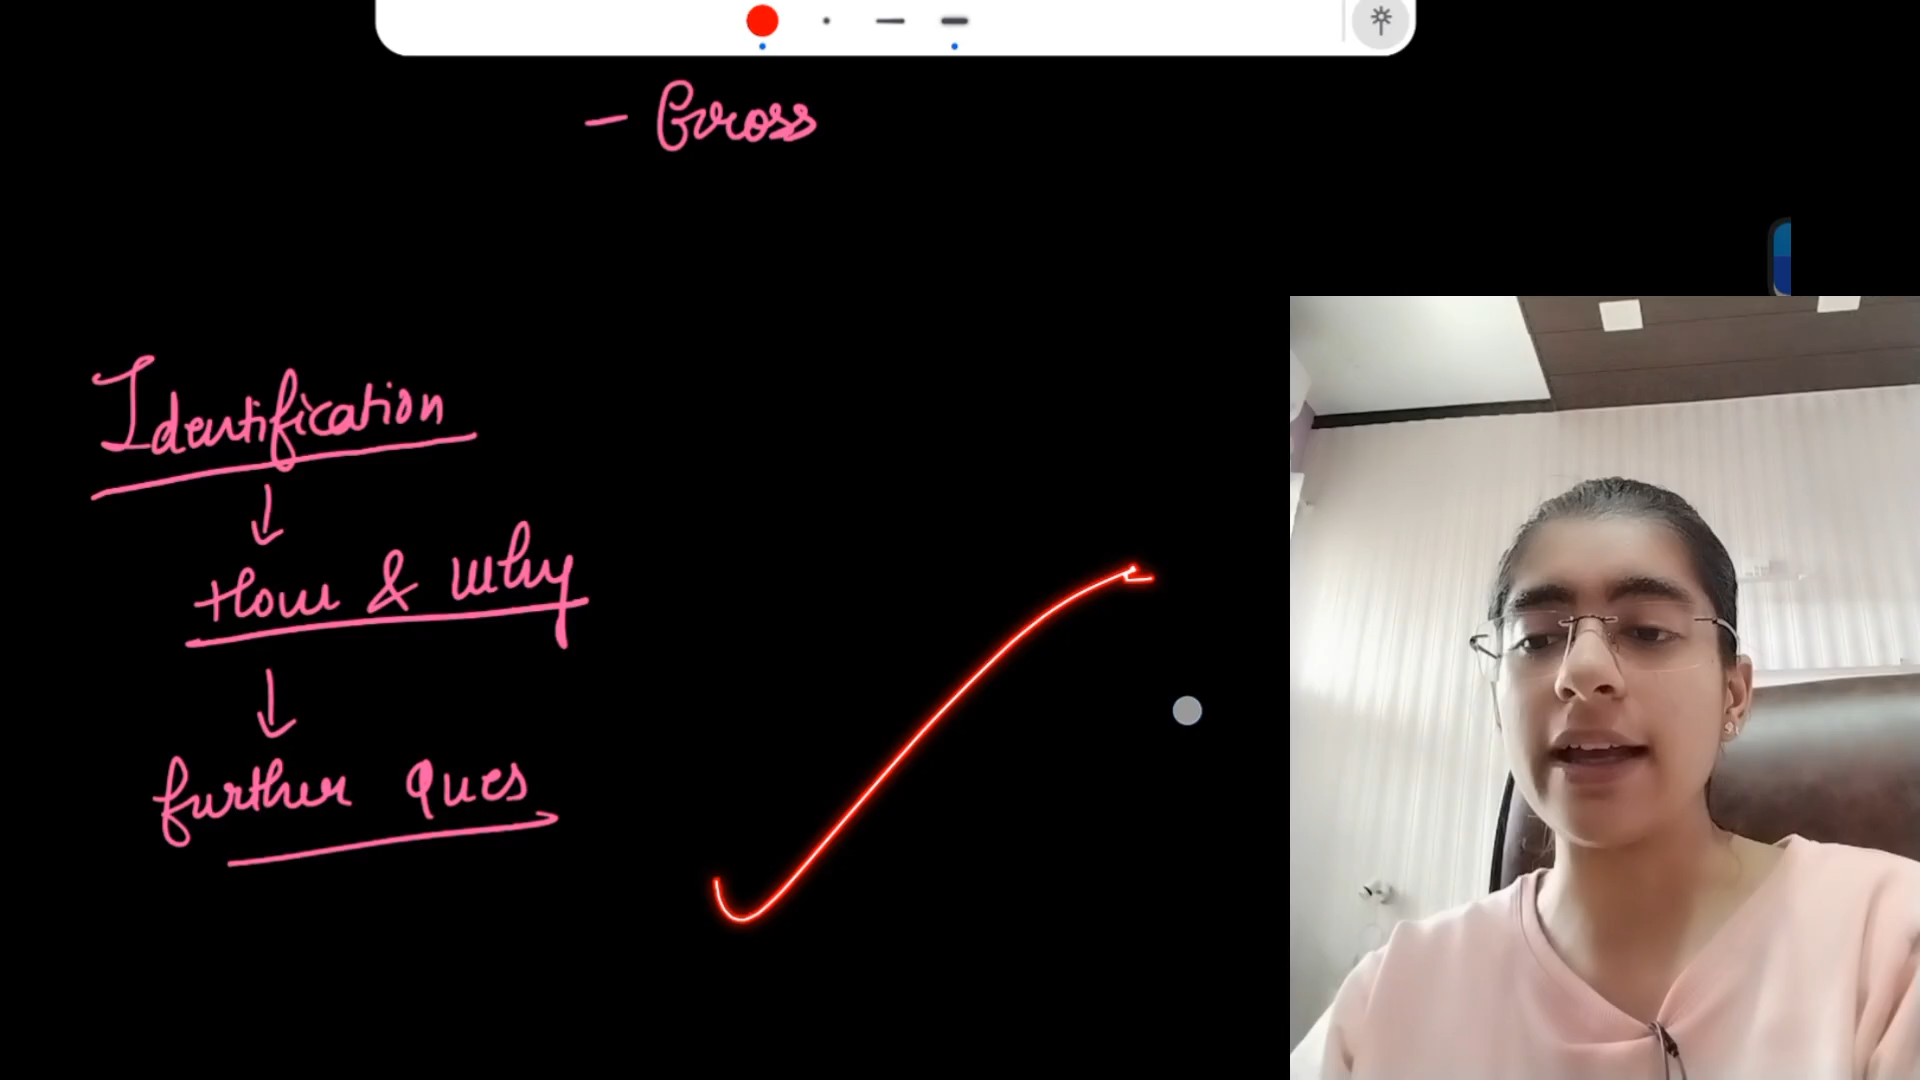 - Gross
Identification
How & Why
further Ques